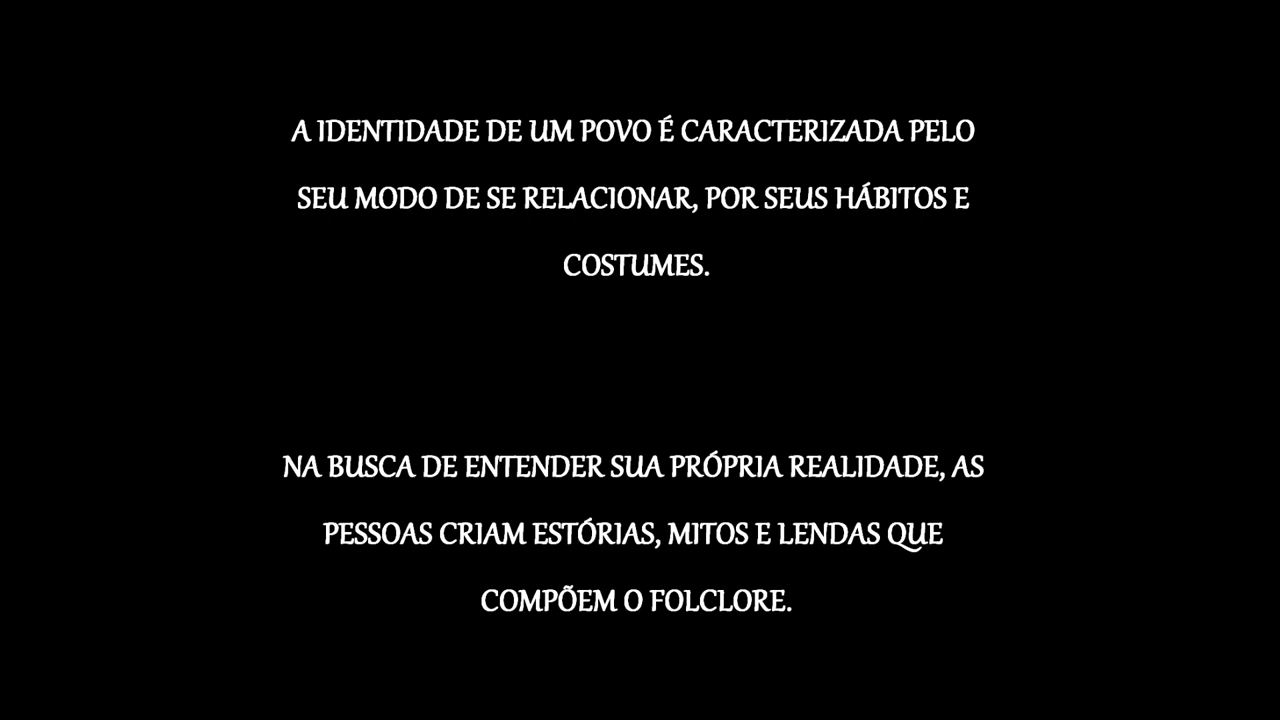 A IDENTIDADE DE UM POVO É CARACTERIZADA PELO
SEU MODO DE SE RELACIONAR, POR SEUS HÁBITOS E
COSTUMES.
NA BUSCA DE ENTENDER SUA PRÓPRIA REALIDADE, AS
PESSOAS CRIAM ESTÓRIAS, MITOS E LENDAS QUE
COMPÕEM O FOLCLORE.